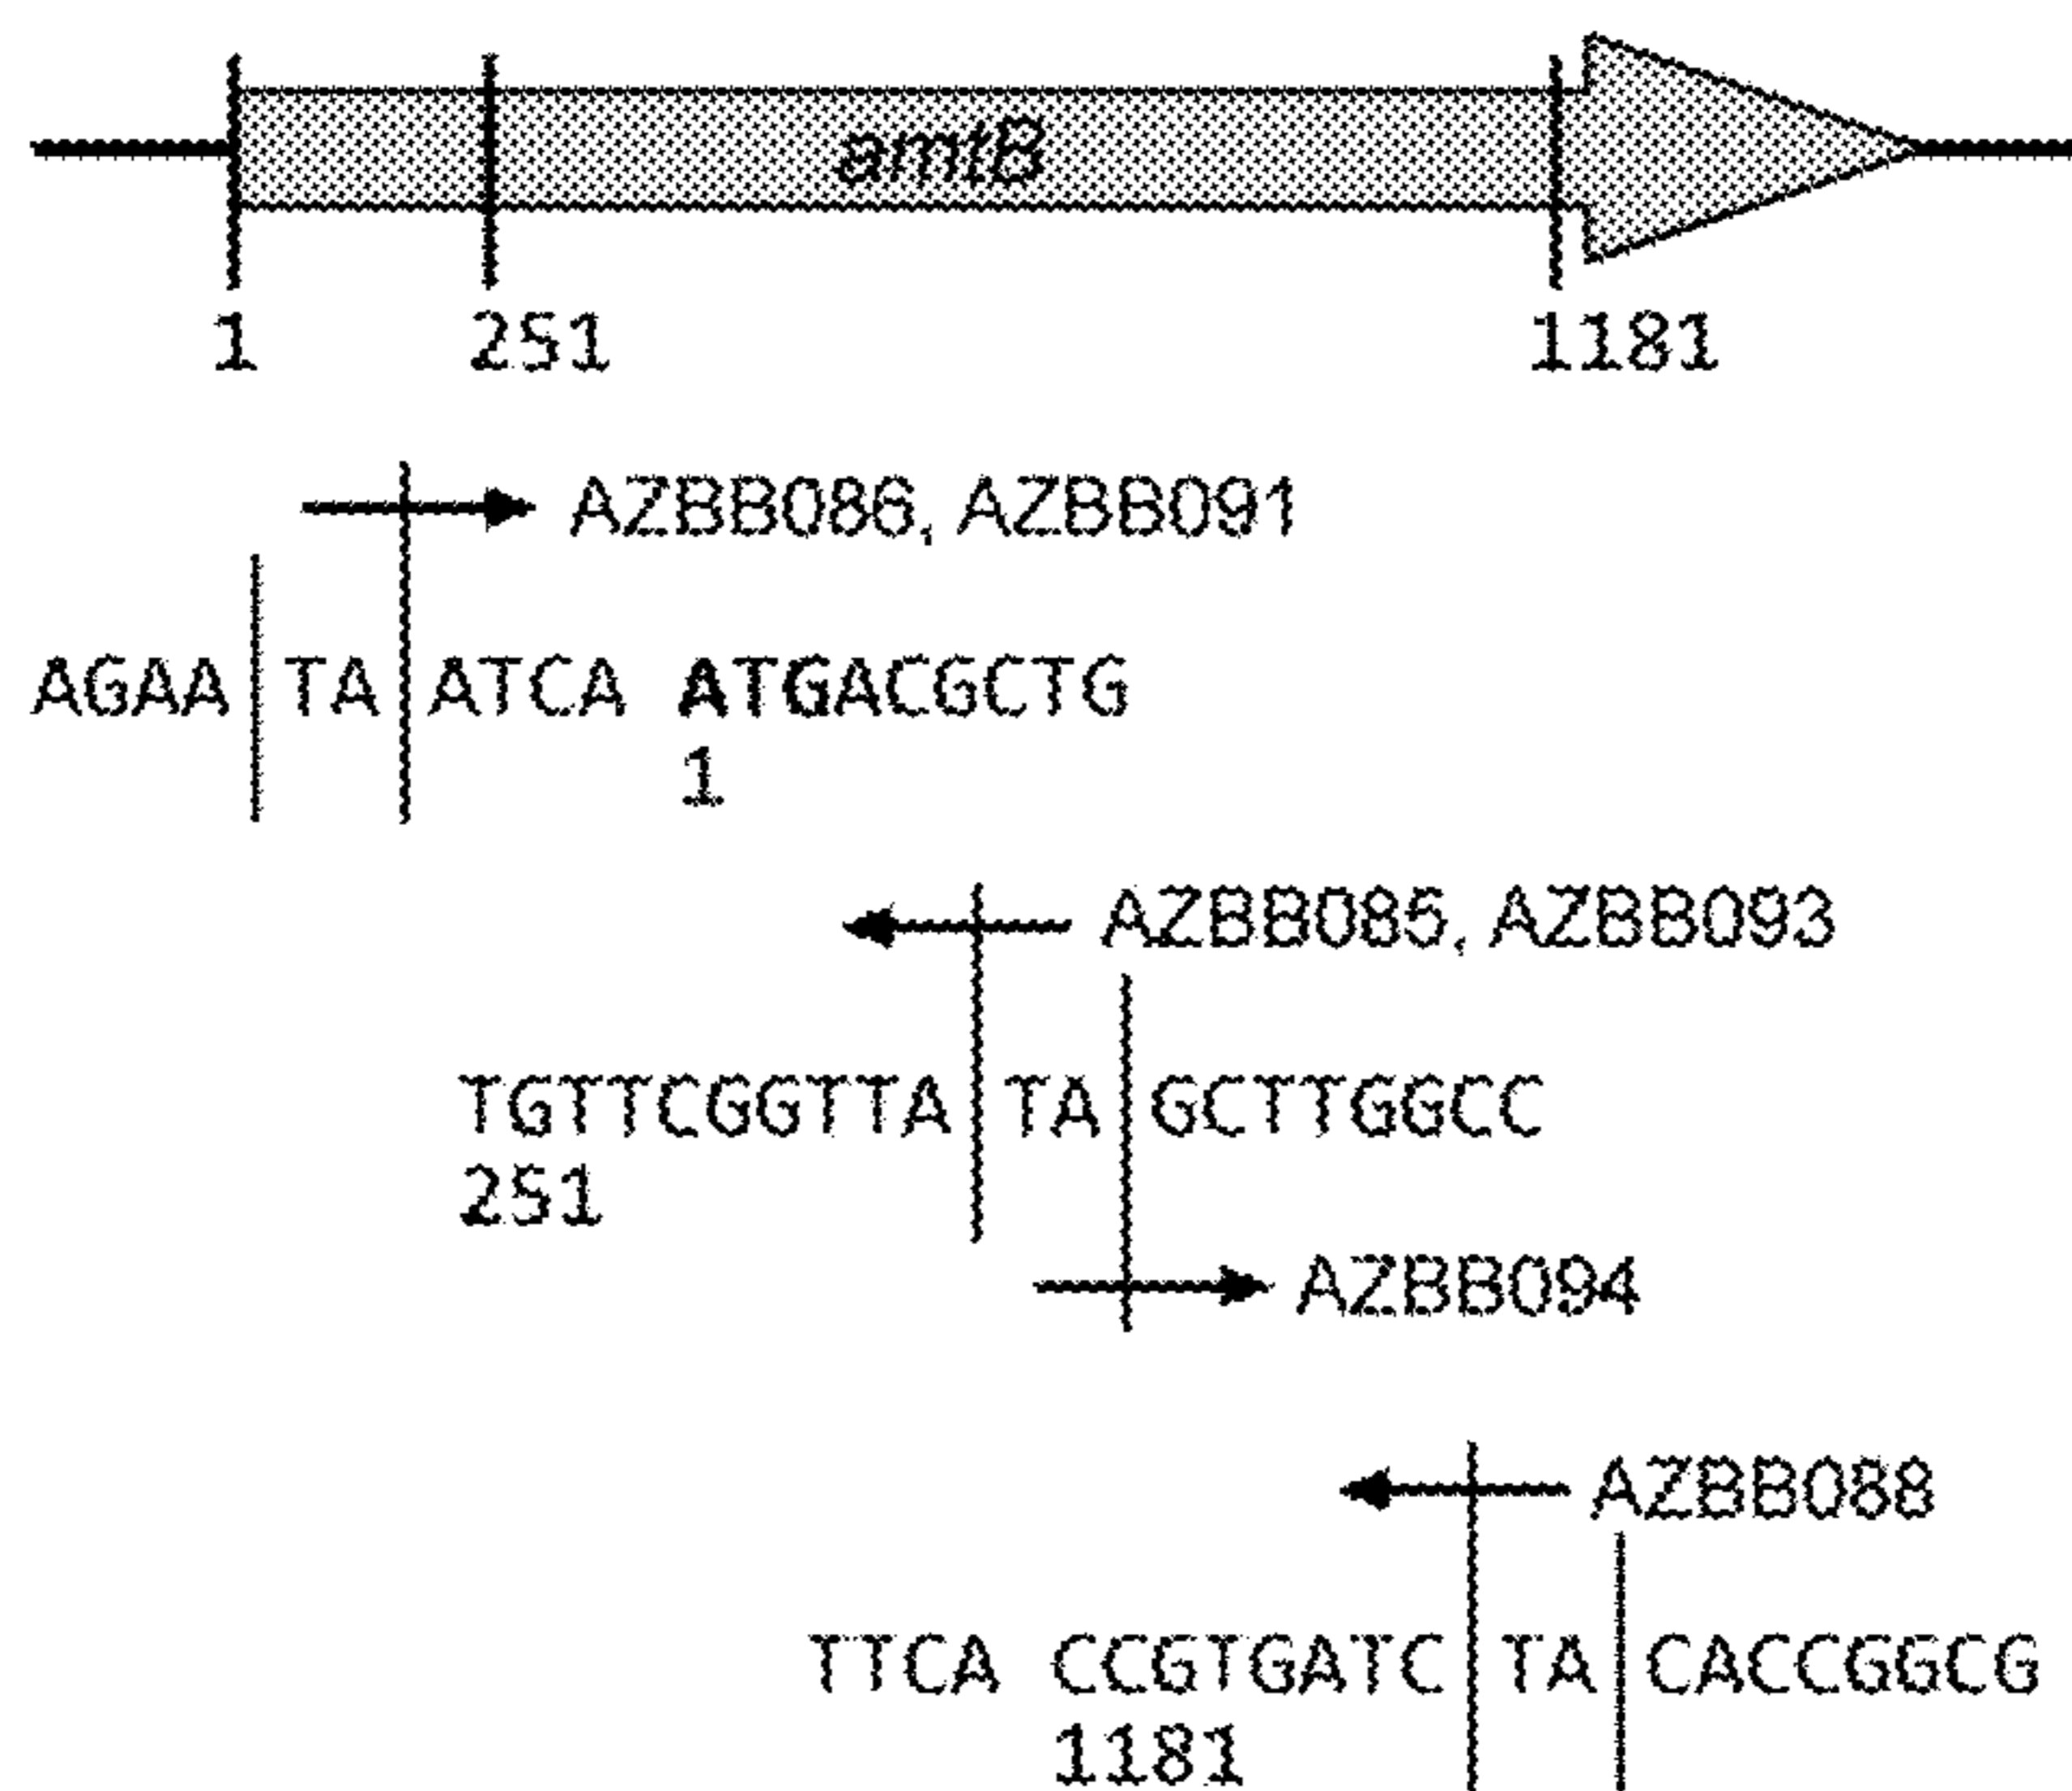 amtB
1 251 1181
AZBB086, AZBB091
AGAA TA ATCA ATGACGCTG
1
AZBB085, AZBB093
TGTTCGGTTA TA GCTTGGCC
251
AZBB094
AZBB088
TTCA CCGTGATC TA CACCGGCG
1181